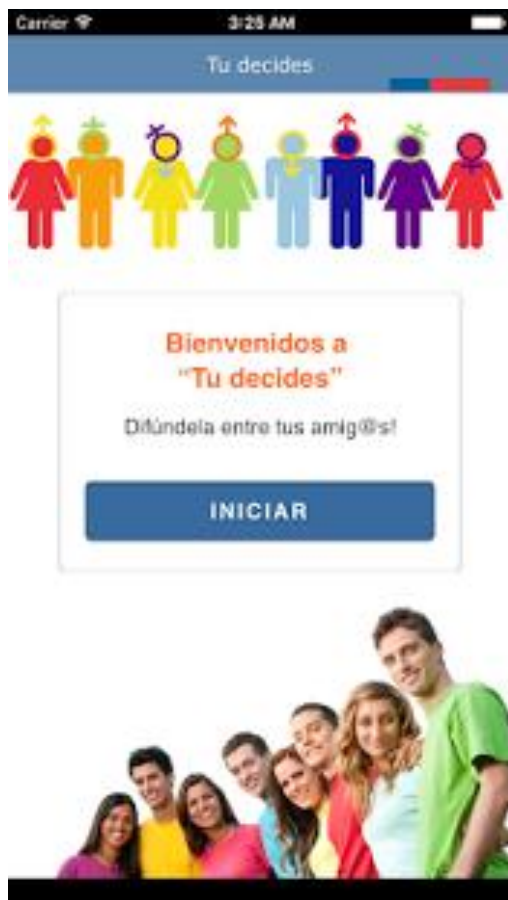 Carrier 3:25 AM
Tu decides
Bienvenidos a
"Tu decides"
Difúndela entre tus amig@s!
INICIAR